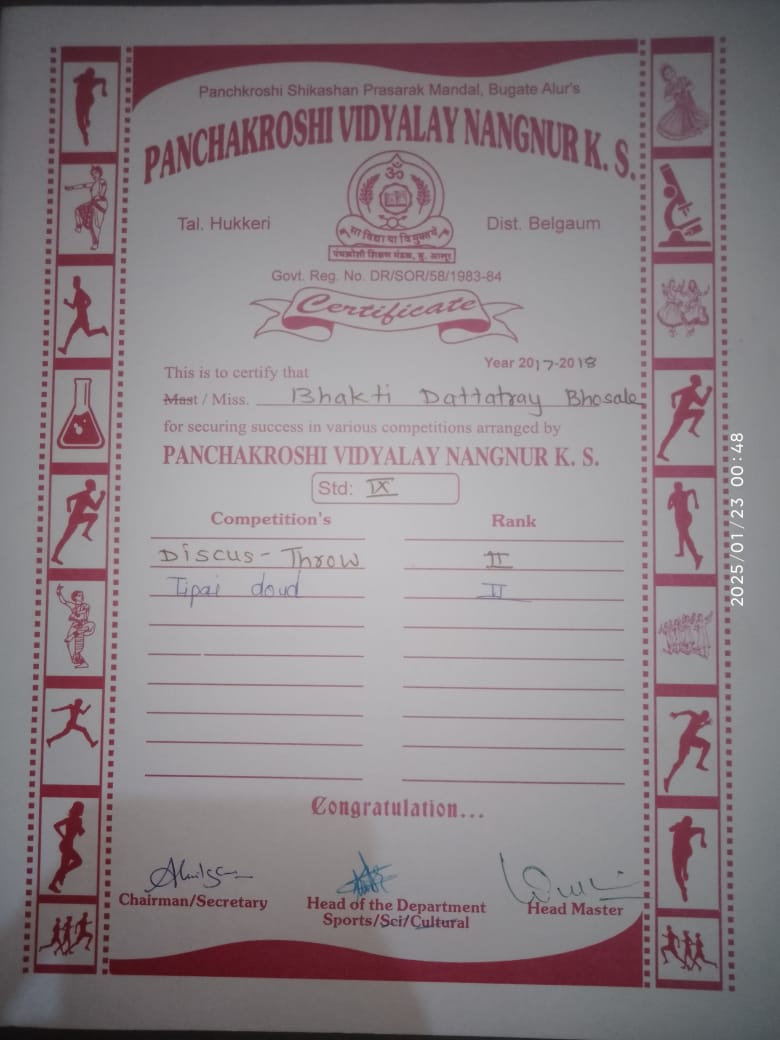 Panchkroshi Shikashan Prasarak Mandal, Bugate Alur's
PANCHAKROSHI VIDYALAY NANGNUR K. S.
ॐ
Tal. Hukkeri
Dist. Belgaum
सा विद्या या विमुक्तये
पंचक्रोशी शिक्षण मंडळ, बु. आलूर
Govt. Reg. No. DR/SOR/58/1983-84
Certificate
Year 2017-2018
This is to certify that
Mast / Miss. Bhakti Dattatray Bhosale
for securing success in various competitions arranged by
PANCHAKROSHI VIDYALAY NANGNUR K. S.
Std: IX
Competition's Rank
Discus - Throw II
Tipai doud II
Congratulation...
Chairman/Secretary
Head of the Department
Sports/Sci/Cultural
Head Master
2025/01/23 00:48